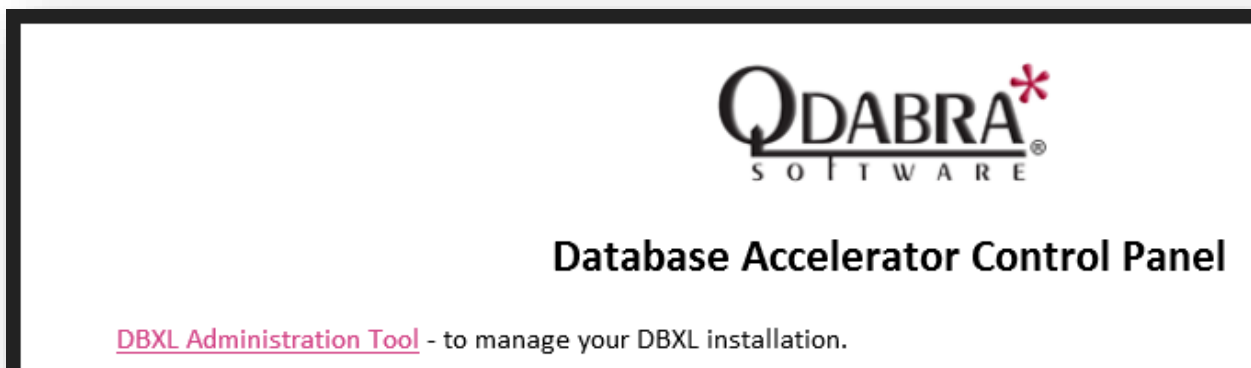 QDABRA*®
SOFTWARE
Database Accelerator Control Panel
DBXL Administration Tool - to manage your DBXL installation.